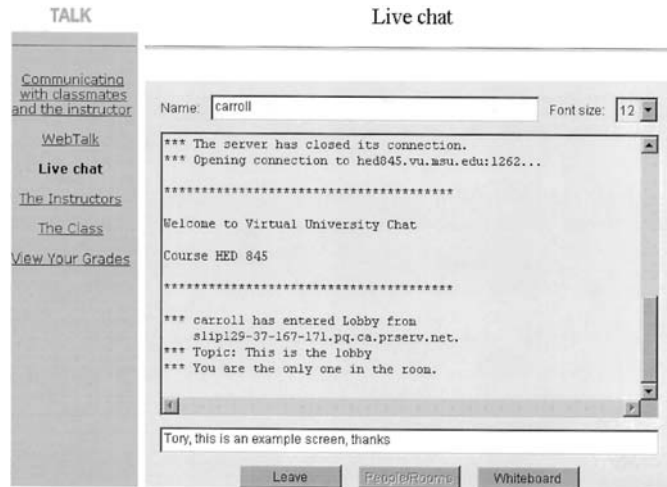 TALK
Communicating
with classmates
and the instructor
WebTalk
Live chat
The Instructors
The Class
View Your Grades
Live chat
Name: carroll Font size: 12
*** The server has closed its connection.
*** Opening connection to hed845.vu.msu.edu:1262...
***************************************
Welcome to Virtual University Chat
Course HED 845
***************************************
*** carroll has entered Lobby from
slip129-37-167-171.pq.ca.prserv.net.
*** Topic: This is the lobby
*** You are the only one in the room.
Tory, this is an example screen, thanks
Leave People/Rooms Whiteboard